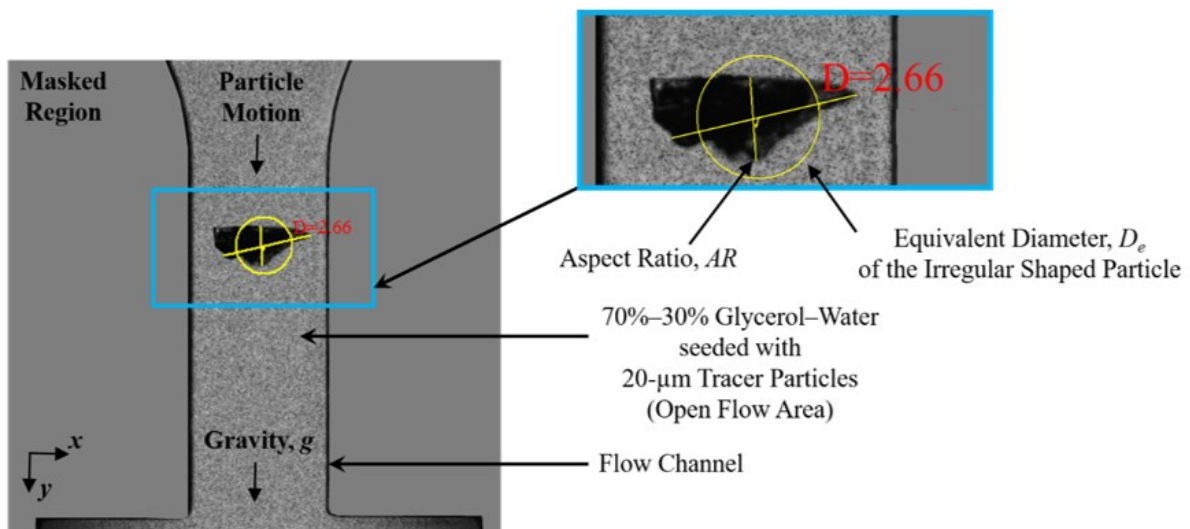 Masked
Region
Particle
Motion
D=2.66
D=2.66
Aspect Ratio, AR
Equivalent Diameter, Dₑ
of the Irregular Shaped Particle
70%–30% Glycerol–Water
seeded with
20-µm Tracer Particles
(Open Flow Area)
Gravity, g
Flow Channel
x
y